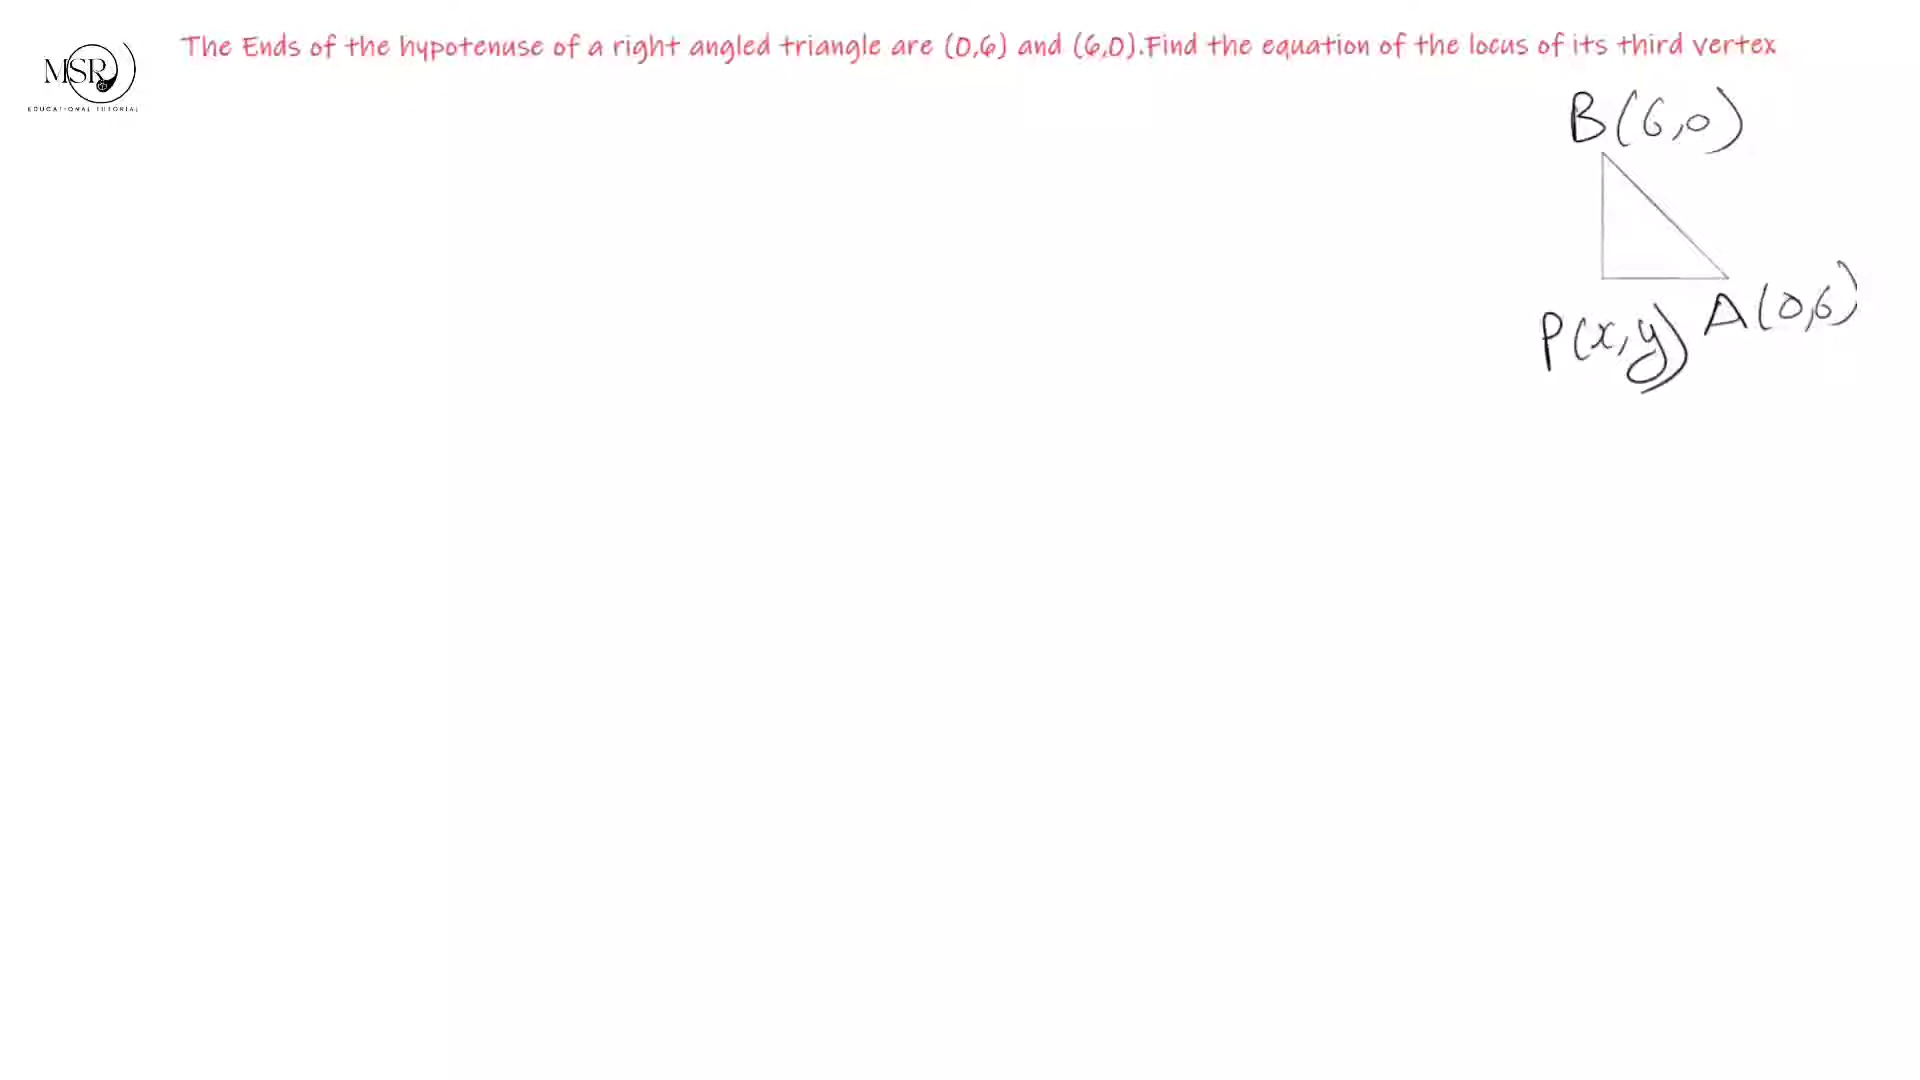 The Ends of the hypotenuse of a right angled triangle are (0,6) and (6,0).Find the equation of the locus of its third vertex
MSR
EDUCATIONAL TUTORIAL
B(6,0)
P(x,y) A(0,6)